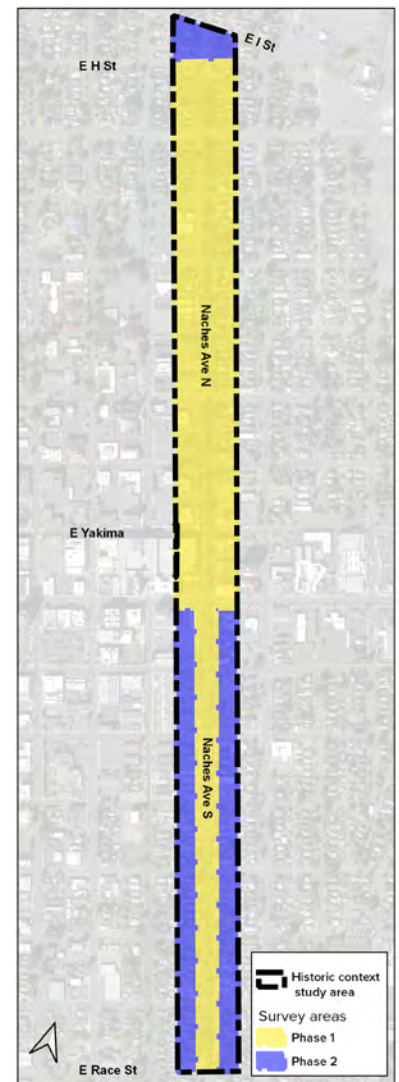 E I St
E H St
Naches Ave N
E Yakima
Naches Ave S
Historic context
study area
Survey areas
Phase 1
Phase 2
E Race St